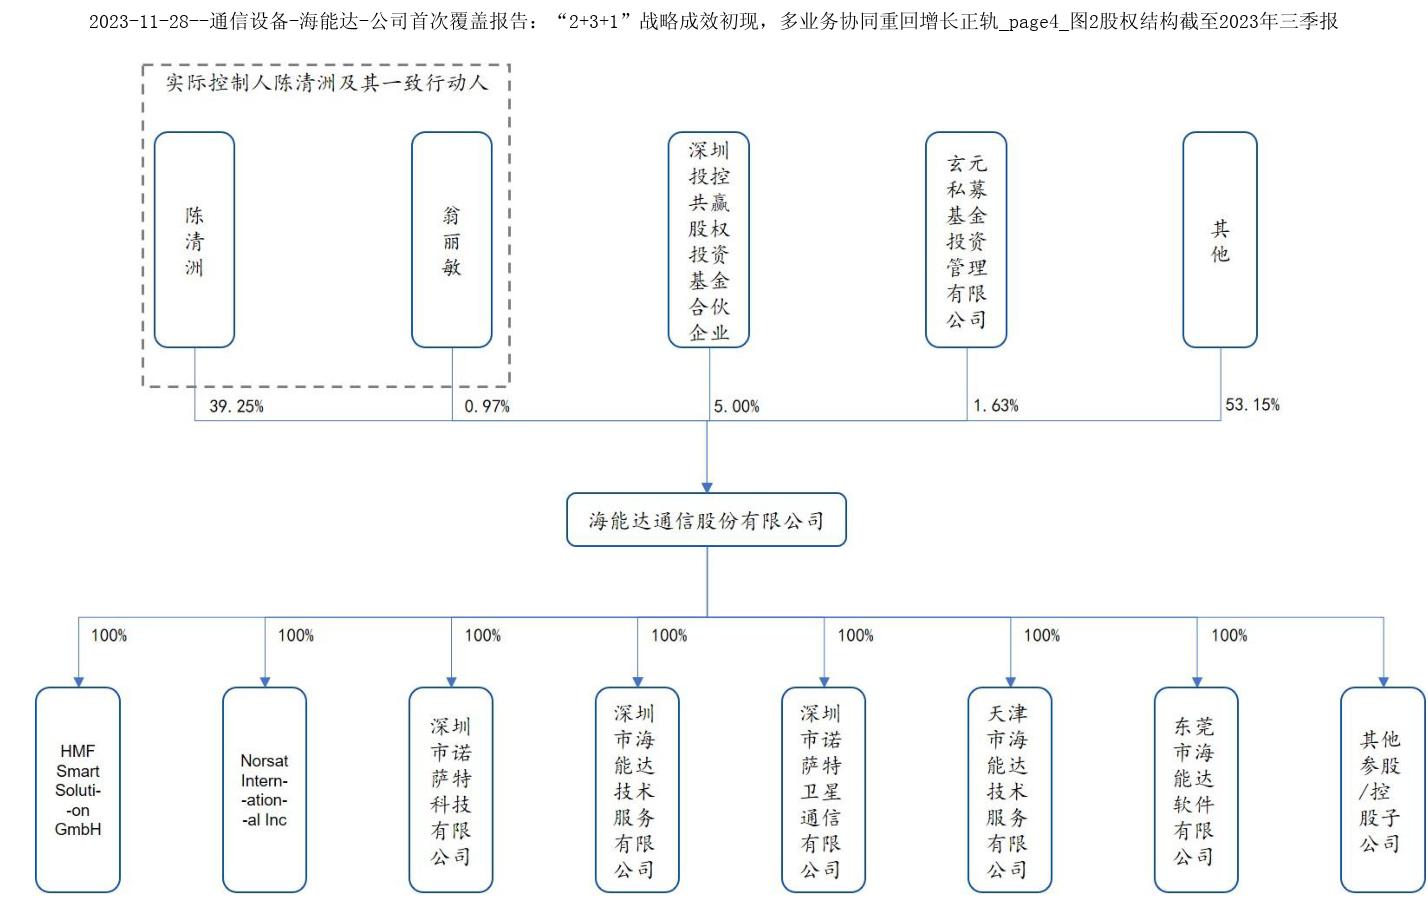 2023-11-28--通信设备-海能达-公司首次覆盖报告：“2+3+1”战略成效初现，多业务协同重回增长正轨_page4_图2股权结构截至2023年三季报
实际控制人陈清洲及其一致行动人
陈
清
洲
翁
丽
敏
深圳
投控
共赢
股权
投资
基金
合伙
企业
玄元
私募
基金
投资
管理
有限
公司
其
他
39.25%
0.97%
5.00%
1.63%
53.15%
海能达通信股份有限公司
100%
100%
100%
100%
100%
100%
100%
HMF
Smart
Soluti-
-on
GmbH
Norsat
Intern-
-ation-
-al Inc
深圳
市诺
萨特
科技
有限
公司
深圳
市海
能达
技术
服务
有限
公司
深圳
市诺
萨特
卫星
通信
有限
公司
天津
市海
能达
技术
服务
有限
公司
东莞
市海
能达
软件
有限
公司
其他
参股
/控
股子
公司